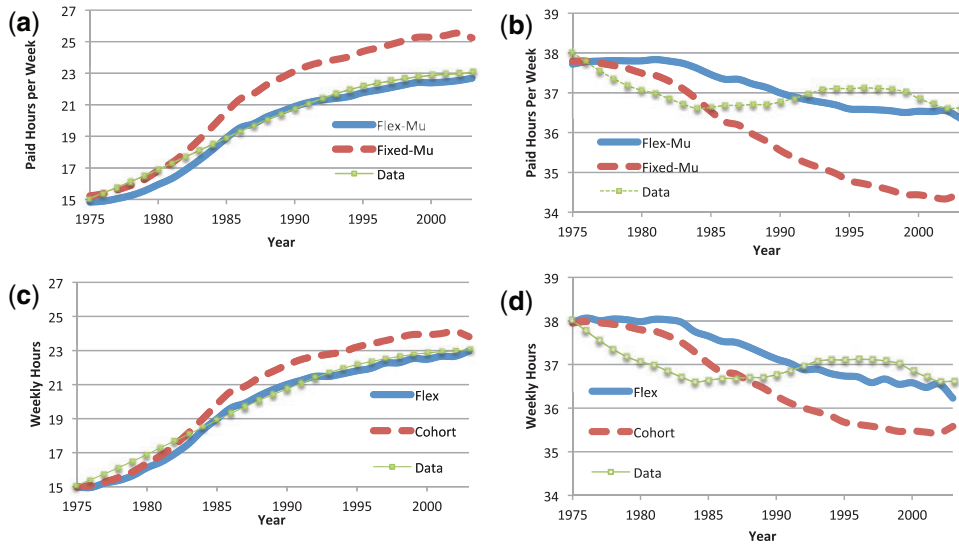 (a)
27
25
23
21
19
17
15
Paid Hours per Week
Flex-Mu
Fixed-Mu
Data
1975 1980 1985 1990 1995 2000
Year
(b)
39
38
37
36
35
34
Paid Hours Per Week
Flex-Mu
Fixed-Mu
Data
1975 1980 1985 1990 1995 2000
Year
(c)
27
25
23
21
19
17
15
Weekly Hours
Flex
Cohort
Data
1975 1980 1985 1990 1995 2000
Year
(d)
39
38
37
36
35
34
Weekly Hours
Flex
Cohort
Data
1975 1980 1985 1990 1995 2000
Year